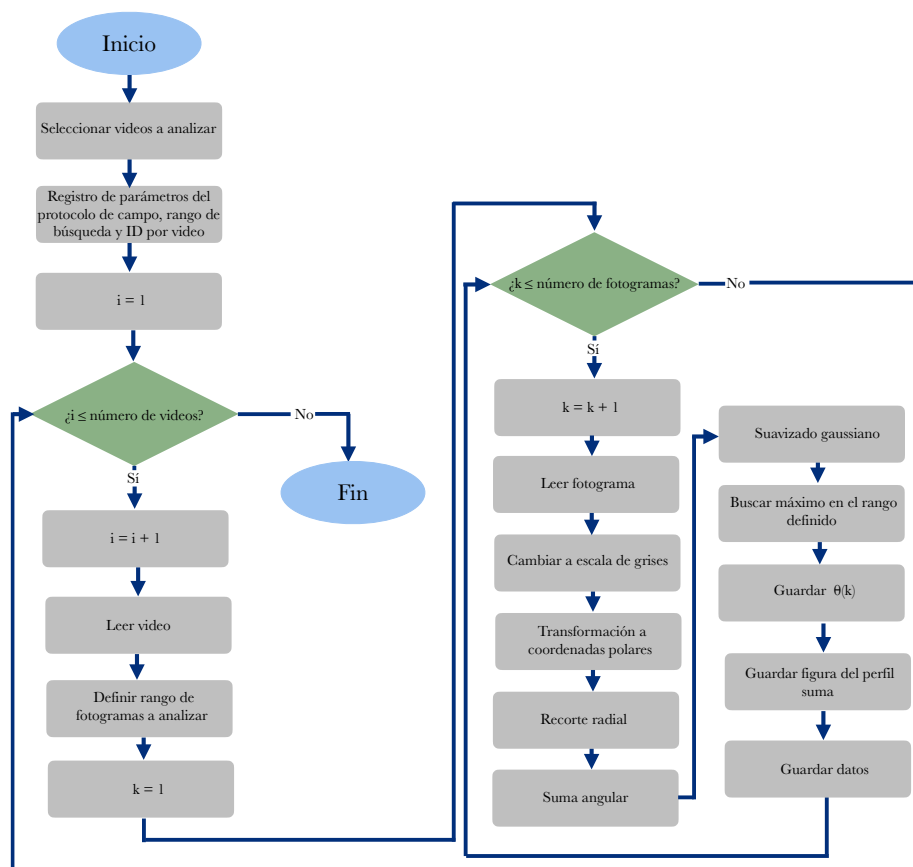 Inicio
Seleccionar videos a analizar
Registro de parámetros del
protocolo de campo, rango de
búsqueda y ID por video
i = 1
¿i ≤ número de videos?
No
Fin
Sí
i = i + 1
Leer video
Definir rango de
fotogramas a analizar
k = 1
¿k ≤ número de fotogramas?
No
Sí
k = k + 1
Leer fotograma
Cambiar a escala de grises
Transformación a
coordenadas polares
Recorte radial
Suma angular
Suavizado gaussiano
Buscar máximo en el rango
definido
Guardar θ(k)
Guardar figura del perfil
suma
Guardar datos